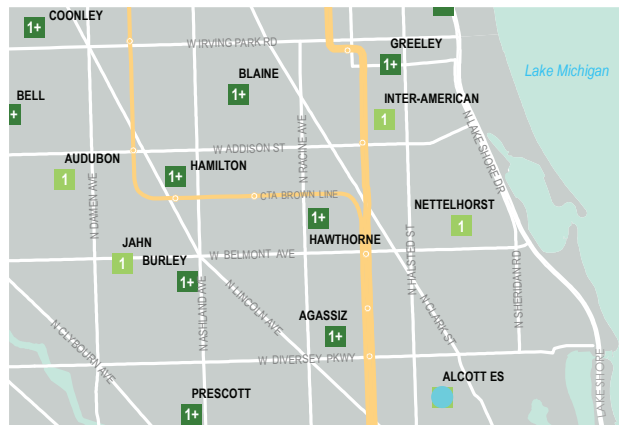 COONLEY
1+
W IRVING PARK RD
GREELEY
1+
Lake Michigan
BLAINE
1+
BELL
+
INTER-AMERICAN
1
N LAKE SHORE DR
N RACINE AVE
W ADDISON ST
AUDUBON
1
HAMILTON
1+
N DAMEN AVE
CTA BROWN LINE
NETTELHORST
1
1+
HAWTHORNE
JAHN
1
W BELMONT AVE
BURLEY
1+
N HALSTED ST
N SHERIDAN RD
N ASHLAND AVE
N LINCOLN AVE
N CLARK ST
AGASSIZ
1+
N CLYBOURN AVE
W DIVERSEY PKWY
ALCOTT ES
LAKE SHORE
PRESCOTT
1+